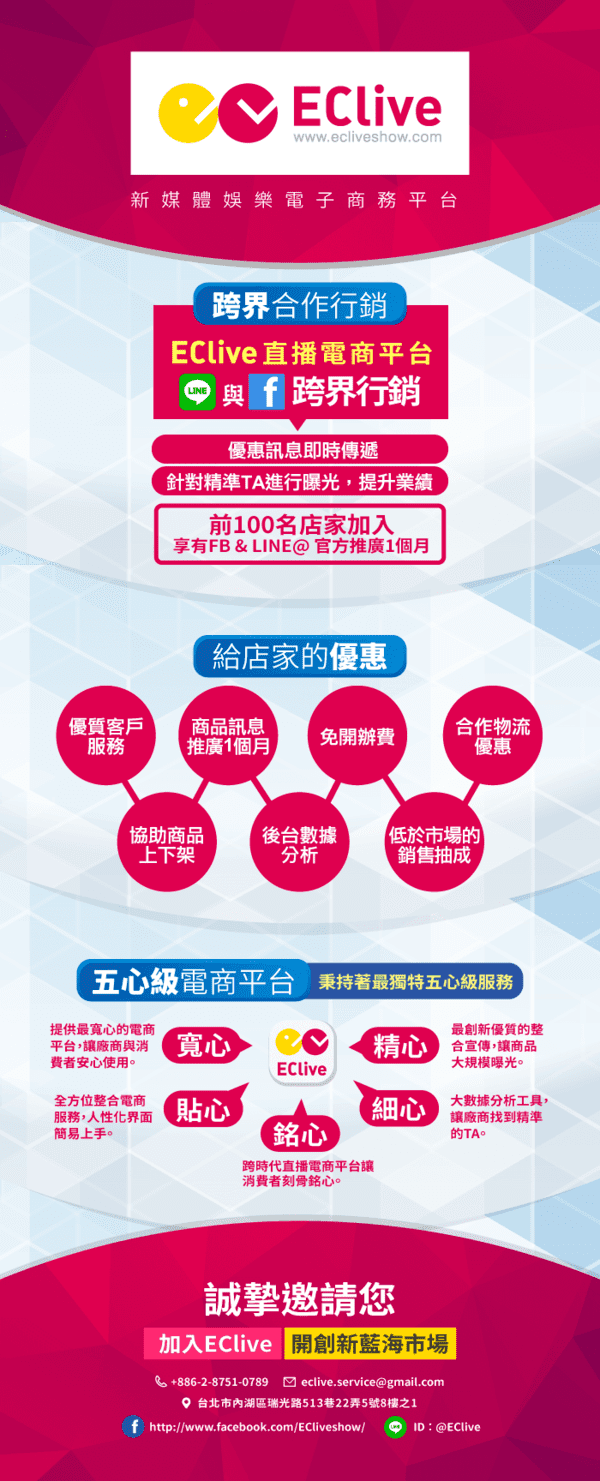 EClive
www.ecliveshow.com
新媒體娛樂電子商務平台
跨界合作行銷
EClive直播電商平台
LINE 與 f 跨界行銷
優惠訊息即時傳遞
針對精準TA進行曝光，提升業績
前100名店家加入
享有FB & LINE@ 官方推廣1個月
給店家的優惠
優質客戶
服務
商品訊息
推廣1個月
免開辦費
合作物流
優惠
協助商品
上下架
後台數據
分析
低於市場的
銷售抽成
五心級電商平台 秉持著最獨特五心級服務
提供最寬心的電商
平台，讓廠商與消
費者安心使用。
寬心
EClive
精心
最創新優質的整
合宣傳，讓商品
大規模曝光。
全方位整合電商
服務，人性化界面
簡易上手。
貼心
銘心
跨時代直播電商平台讓
消費者刻骨銘心。
細心
大數據分析工具，
讓廠商找到精準
的TA。
誠摯邀請您
加入EClive 開創新藍海市場
+886-2-8751-0789 eclive.service@gmail.com
台北市內湖區瑞光路513巷22弄5號8樓之1
f http://www.facebook.com/ECliveshow/ LINE ID：@EClive